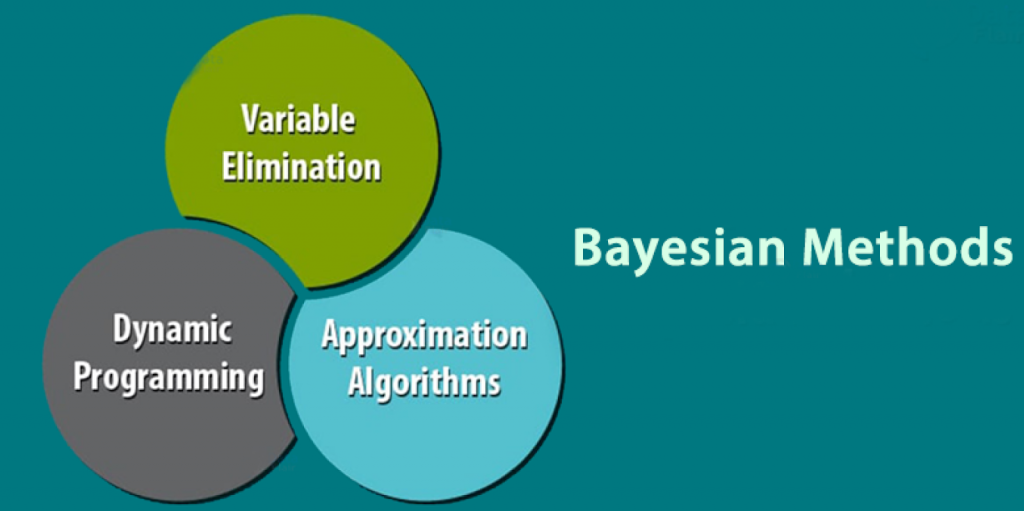 Variable
Elimination
Dynamic
Programming
Approximation
Algorithms
Bayesian Methods